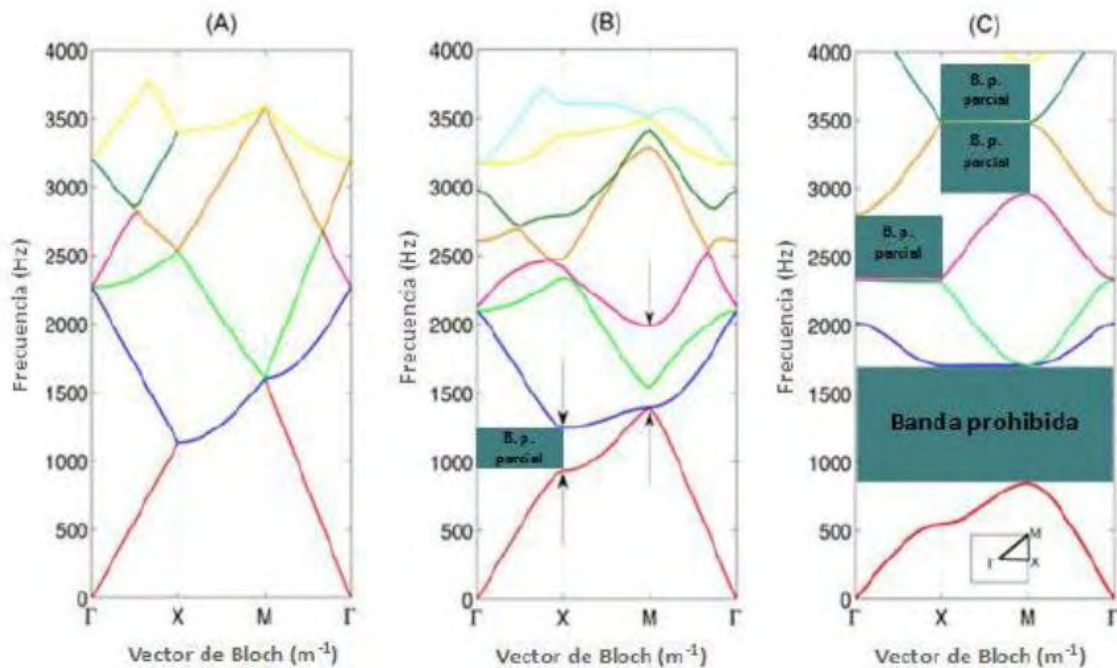 (A)
4000
3500
3000
2500
2000
1500
1000
500
0
Frecuencia (Hz)
Γ X M Γ
Vector de Bloch (m⁻¹)
(B)
4000
3500
3000
2500
2000
1500
1000
500
0
Frecuencia (Hz)
B. p.
parcial
Γ X M Γ
Vector de Bloch (m⁻¹)
(C)
4000
3500
3000
2500
2000
1500
1000
500
0
Frecuencia (Hz)
B. p.
parcial
B. p.
parcial
B. p.
parcial
Banda prohibida
M
Γ
X
Γ X M Γ
Vector de Bloch (m⁻¹)